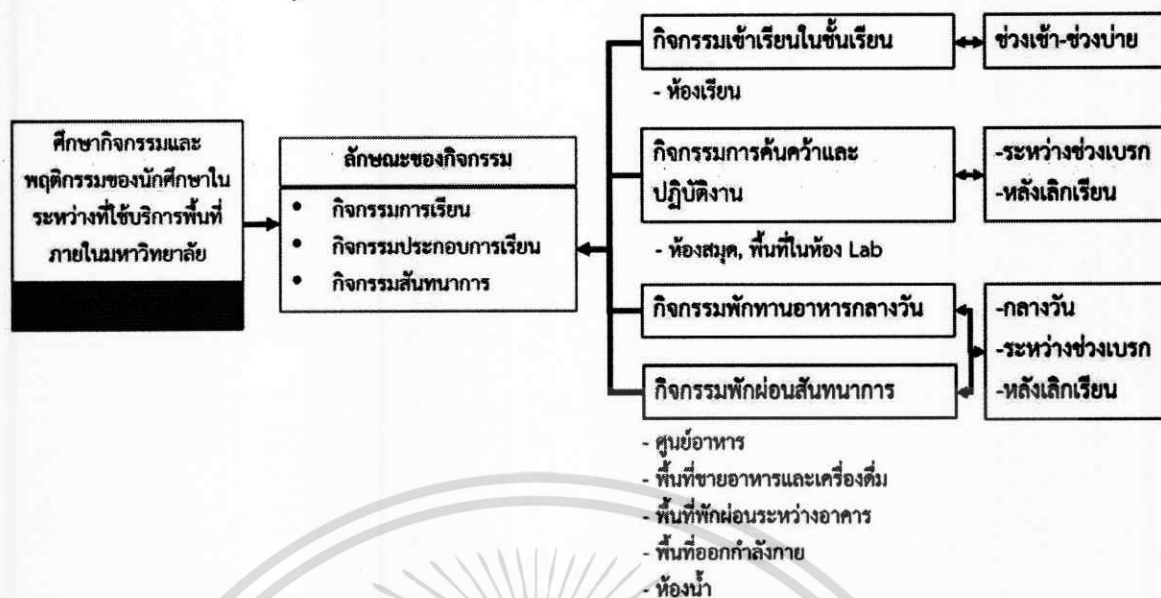 ศึกษากิจกรรมและ
พฤติกรรมของนักศึกษาใน
ระหว่างที่ใช้บริการพื้นที่
ภายในมหาวิทยาลัย
ลักษณะของกิจกรรม
• กิจกรรมการเรียน
• กิจกรรมประกอบการเรียน
• กิจกรรมสันทนาการ
กิจกรรมเข้าเรียนในชั้นเรียน
ช่วงเช้า-ช่วงบ่าย
- ห้องเรียน
กิจกรรมการค้นคว้าและ
ปฏิบัติงาน
-ระหว่างช่วงเบรก
-หลังเลิกเรียน
- ห้องสมุด, พื้นที่ในห้อง Lab
กิจกรรมพักทานอาหารกลางวัน
กิจกรรมพักผ่อนสันทนาการ
-กลางวัน
-ระหว่างช่วงเบรก
-หลังเลิกเรียน
- ศูนย์อาหาร
- พื้นที่ขายอาหารและเครื่องดื่ม
- พื้นที่พักผ่อนระหว่างอาคาร
- พื้นที่ออกกำลังกาย
- ห้องน้ำ